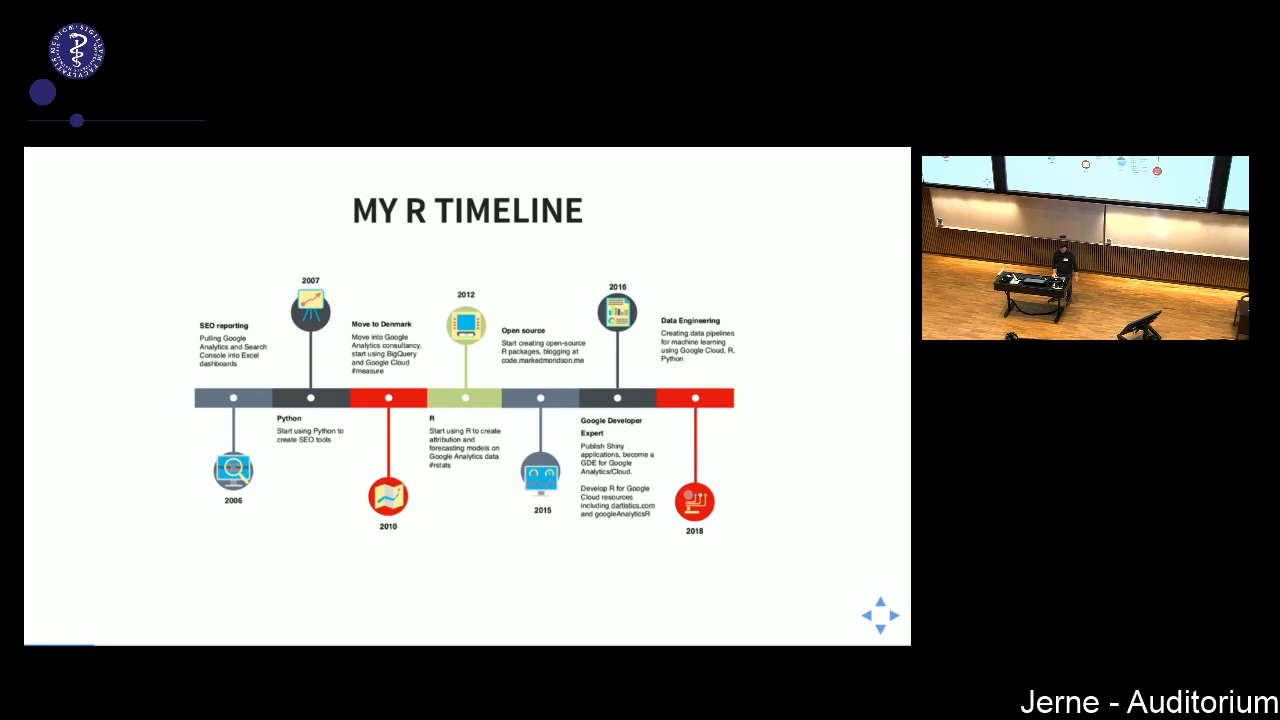 MY R TIMELINE
2007
2012
2016
SEO reporting
Pulling Google
Analytics and Search
Console into Excel
dashboards
Move to Denmark
Move into Google
Analytics consultancy,
start using BigQuery
and Google Cloud
#measure
Open source
Start creating open-source
R packages, blogging at
code.markedmondson.me
Data Engineering
Creating data pipelines
for machine learning
using Google Cloud, R,
Python
Python
Start using Python to
create SEO tools
R
Start using R to create
attribution and
forecasting models on
Google Analytics data
#rstats
Google Developer
Expert
Publish Shiny
applications, become a
GDE for Google
Analytics/Cloud.
Develop R for Google
Cloud resources
including dartistics.com
and googleAnalyticsR
2006
2010
2015
2018
Jerne - Auditorium